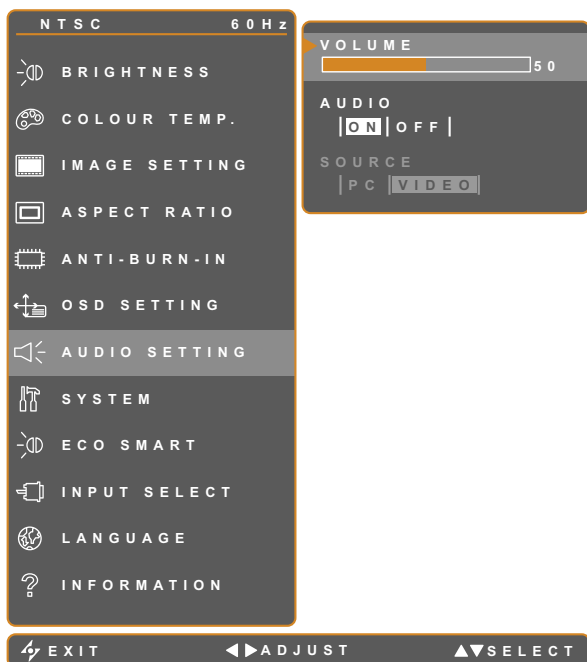 NTSC 60Hz
BRIGHTNESS
COLOUR TEMP.
IMAGE SETTING
ASPECT RATIO
ANTI-BURN-IN
OSD SETTING
AUDIO SETTING
SYSTEM
ECO SMART
INPUT SELECT
LANGUAGE
INFORMATION
VOLUME
50
AUDIO
ON OFF
SOURCE
PC VIDEO
EXIT ADJUST SELECT